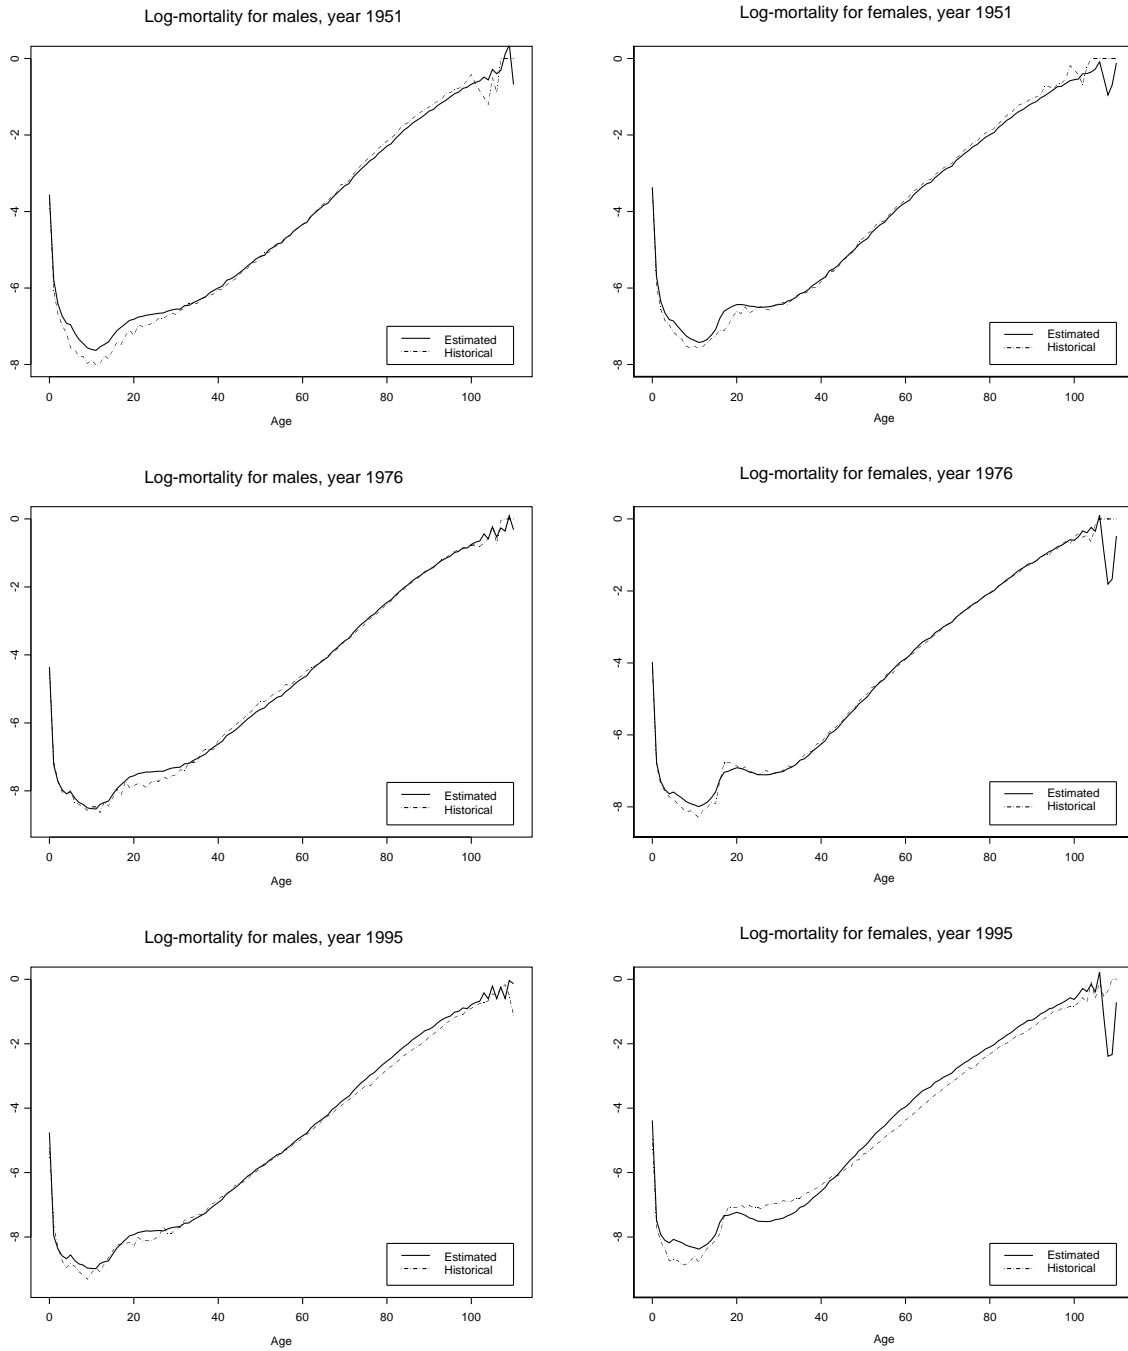 Log-mortality for males, year 1951
0
-2
-4
-6
-8
Estimated
Historical
0 20 40 60 80 100
Age
Log-mortality for females, year 1951
0
-2
-4
-6
-8
Estimated
Historical
0 20 40 60 80 100
Age
Log-mortality for males, year 1976
0
-2
-4
-6
-8
Estimated
Historical
0 20 40 60 80 100
Age
Log-mortality for females, year 1976
0
-2
-4
-6
-8
Estimated
Historical
0 20 40 60 80 100
Age
Log-mortality for males, year 1995
0
-2
-4
-6
-8
Estimated
Historical
0 20 40 60 80 100
Age
Log-mortality for females, year 1995
0
-2
-4
-6
-8
Estimated
Historical
0 20 40 60 80 100
Age